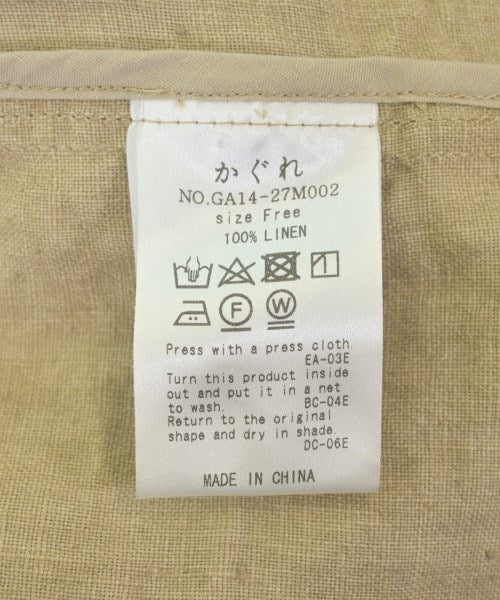 かぐれ
NO.GA14-27M002
size Free
100% LINEN
F W
Press with a press cloth.
EA-03E
Turn this product inside
out and put it in a net
to wash. BC-04E
Return to the original
shape and dry in shade.
DC-06E
MADE IN CHINA